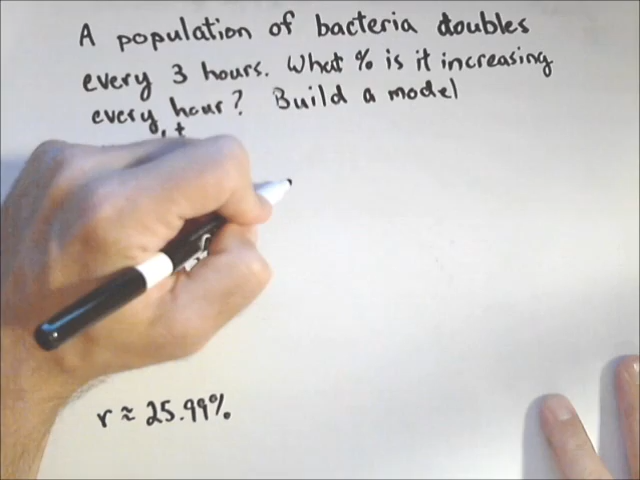 A population of bacteria doubles
every 3 hours. What % is it increasing
every hour? Build a model
r ≈ 25.99%